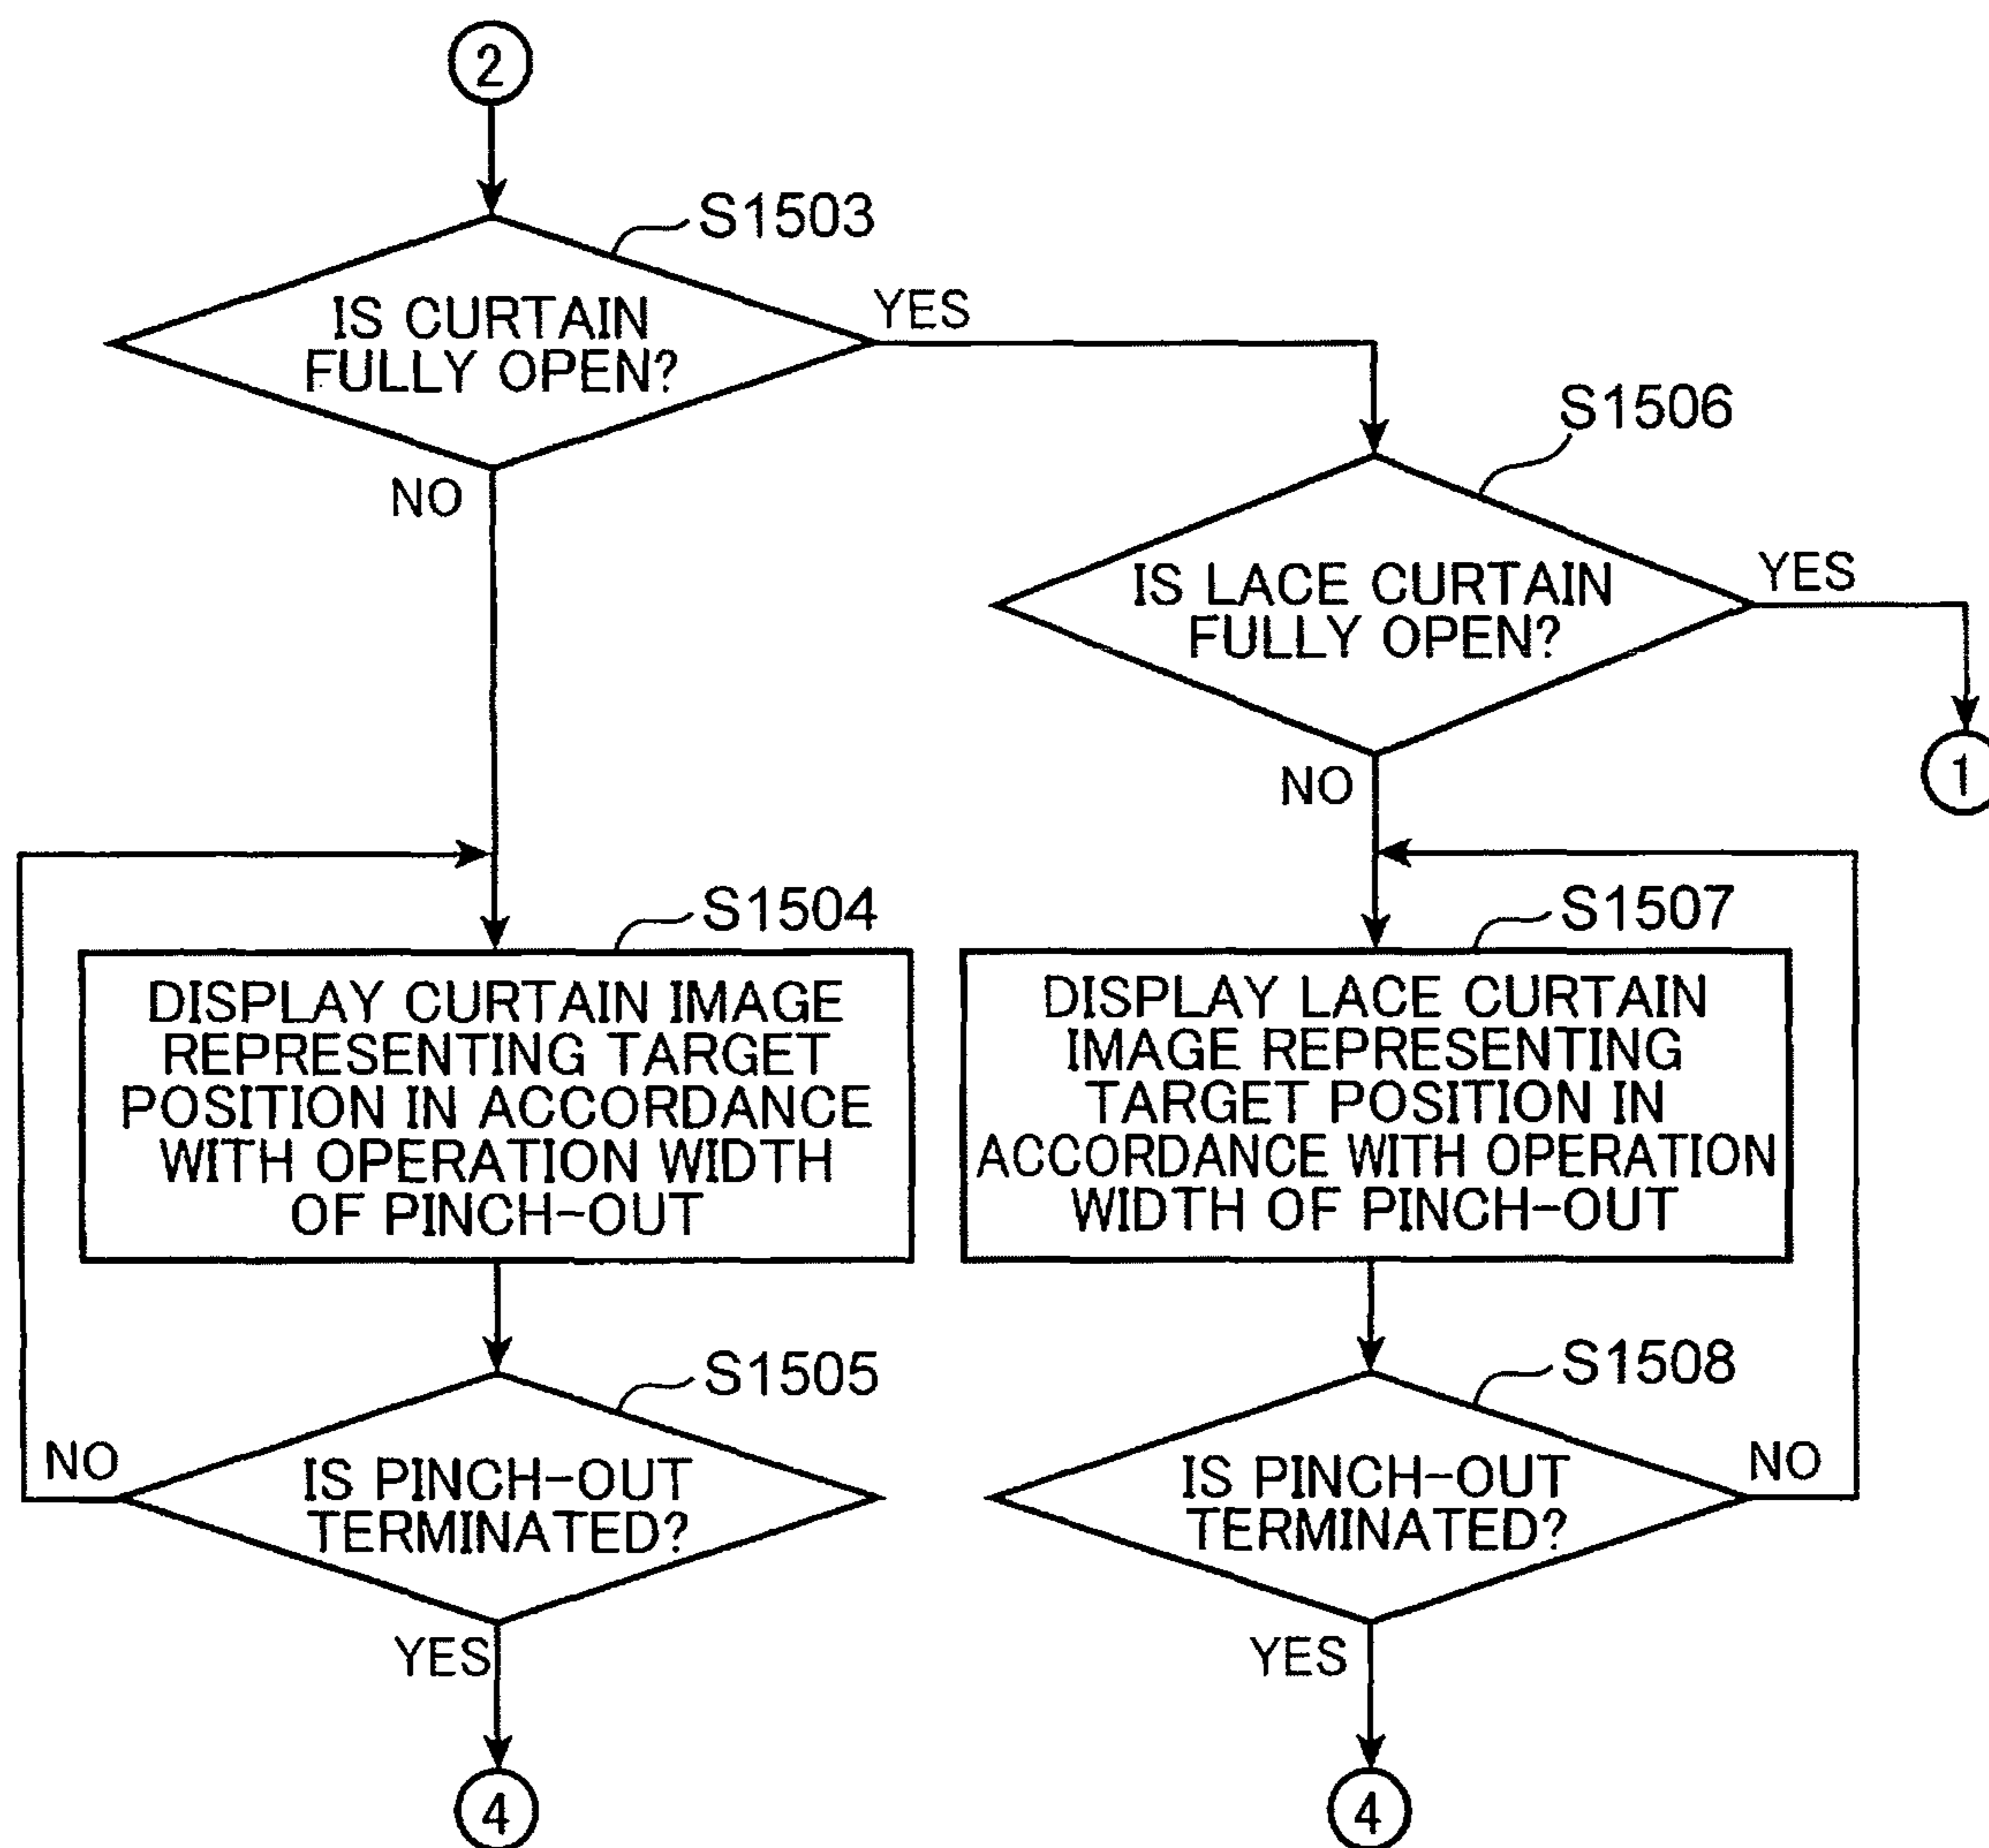 2
S1503
IS CURTAIN
FULLY OPEN?
YES
NO
S1506
IS LACE CURTAIN
FULLY OPEN?
YES
1
NO
S1504
DISPLAY CURTAIN IMAGE
REPRESENTING TARGET
POSITION IN ACCORDANCE
WITH OPERATION WIDTH
OF PINCH-OUT
S1507
DISPLAY LACE CURTAIN
IMAGE REPRESENTING
TARGET POSITION IN
ACCORDANCE WITH OPERATION
WIDTH OF PINCH-OUT
S1505
IS PINCH-OUT
TERMINATED?
NO
YES
4
S1508
IS PINCH-OUT
TERMINATED?
NO
YES
4